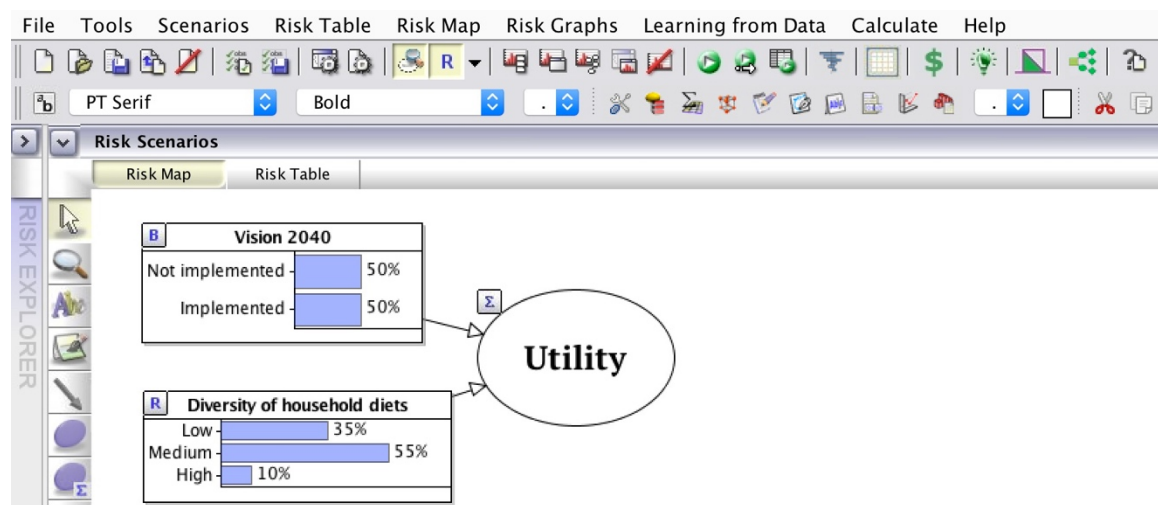 File Tools Scenarios Risk Table Risk Map Risk Graphs Learning from Data Calculate Help
R
PT Serif Bold .  .
Risk Scenarios
Risk Map Risk Table
RISK EXPLORER
B Vision 2040
Not implemented 50%
Implemented 50%
Σ
Utility
R Diversity of household diets
Low 35%
Medium 55%
High 10%
Abc
Σ